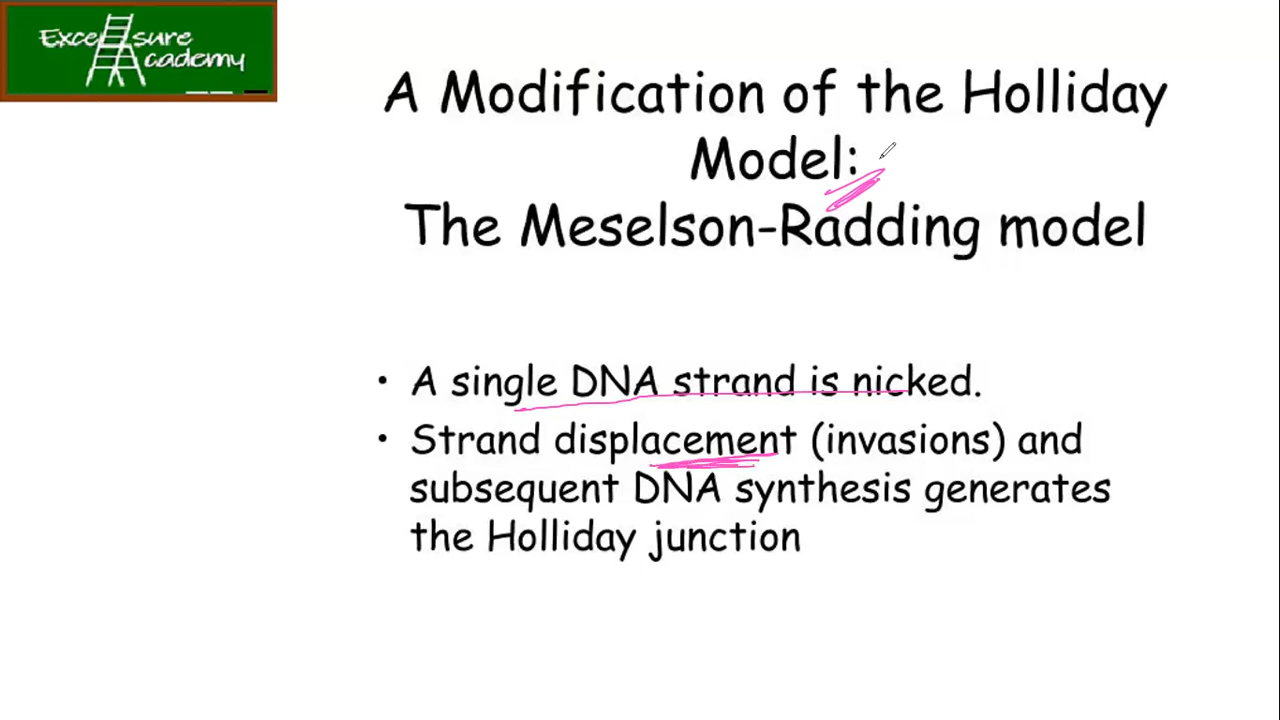 Excel sure
Academy
A Modification of the Holliday
Model:
The Meselson-Radding model
• A single DNA strand is nicked.
• Strand displacement (invasions) and
subsequent DNA synthesis generates
the Holliday junction